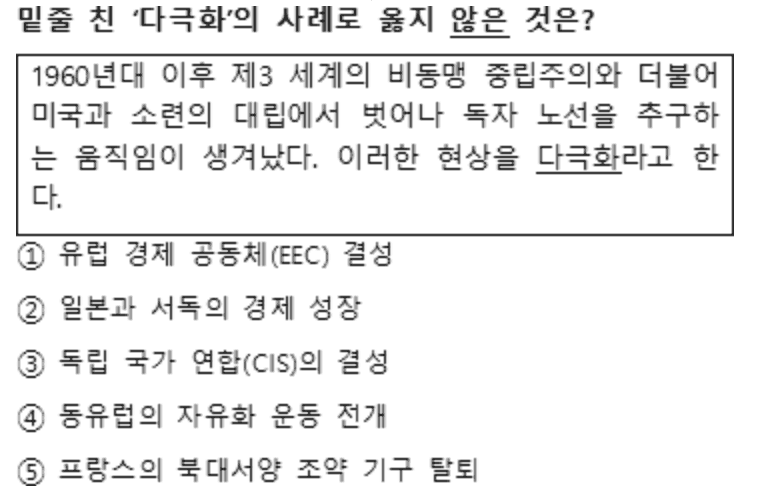 밑줄 친 ‘다극화’의 사례로 옳지 않은 것은?
1960년대 이후 제3 세계의 비동맹 중립주의와 더불어
미국과 소련의 대립에서 벗어나 독자 노선을 추구하
는 움직임이 생겨났다. 이러한 현상을 다극화라고 한
다.
① 유럽 경제 공동체(EEC) 결성
② 일본과 서독의 경제 성장
③ 독립 국가 연합(CIS)의 결성
④ 동유럽의 자유화 운동 전개
⑤ 프랑스의 북대서양 조약 기구 탈퇴